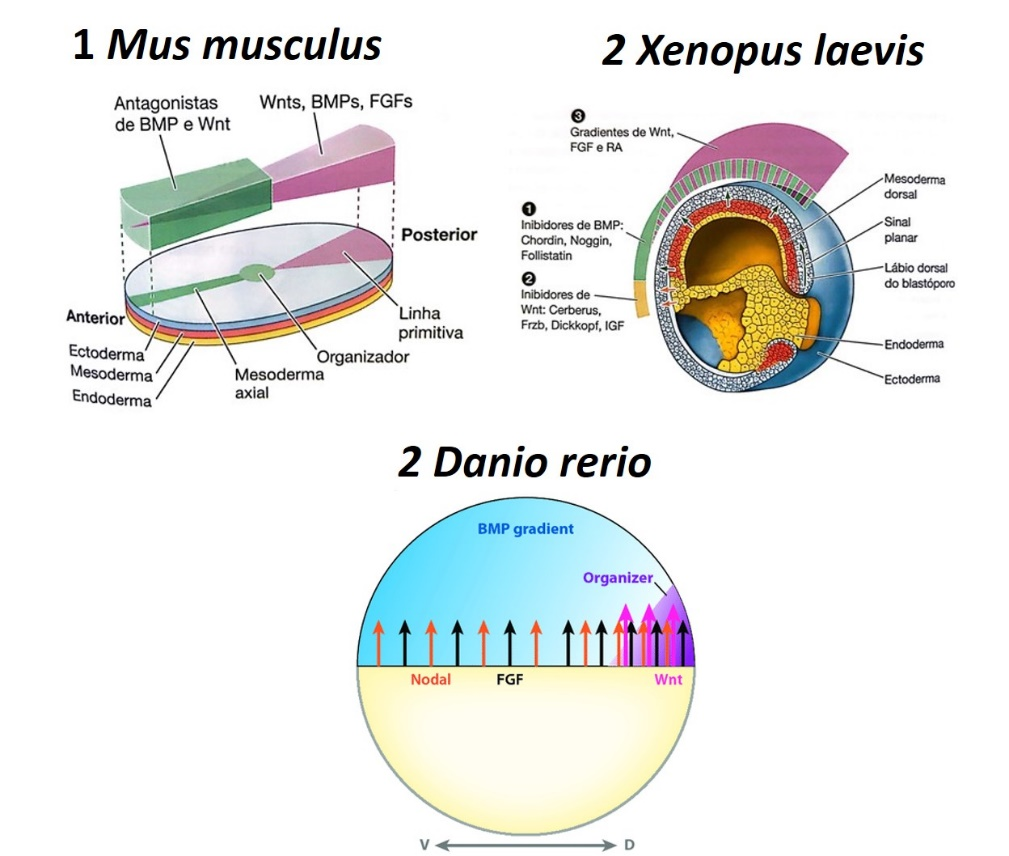 1 Mus musculus
Antagonistas
de BMP e Wnt
Wnts, BMPs, FGFs
Posterior
Anterior
Linha
primitiva
Organizador
Ectoderma
Mesoderma
Endoderma
Mesoderma
axial
2 Xenopus laevis
3
Gradientes de Wnt,
FGF e RA
1
Inibidores de BMP:
Chordin, Noggin,
Follistatin
2
Inibidores de
Wnt: Cerberus,
Frzb, Dickkopf, IGF
Mesoderma
dorsal
Sinal
planar
Lábio dorsal
do blastóporo
Endoderma
Ectoderma
2 Danio rerio
BMP gradient
Organizer
Nodal
FGF
Wnt
V
D